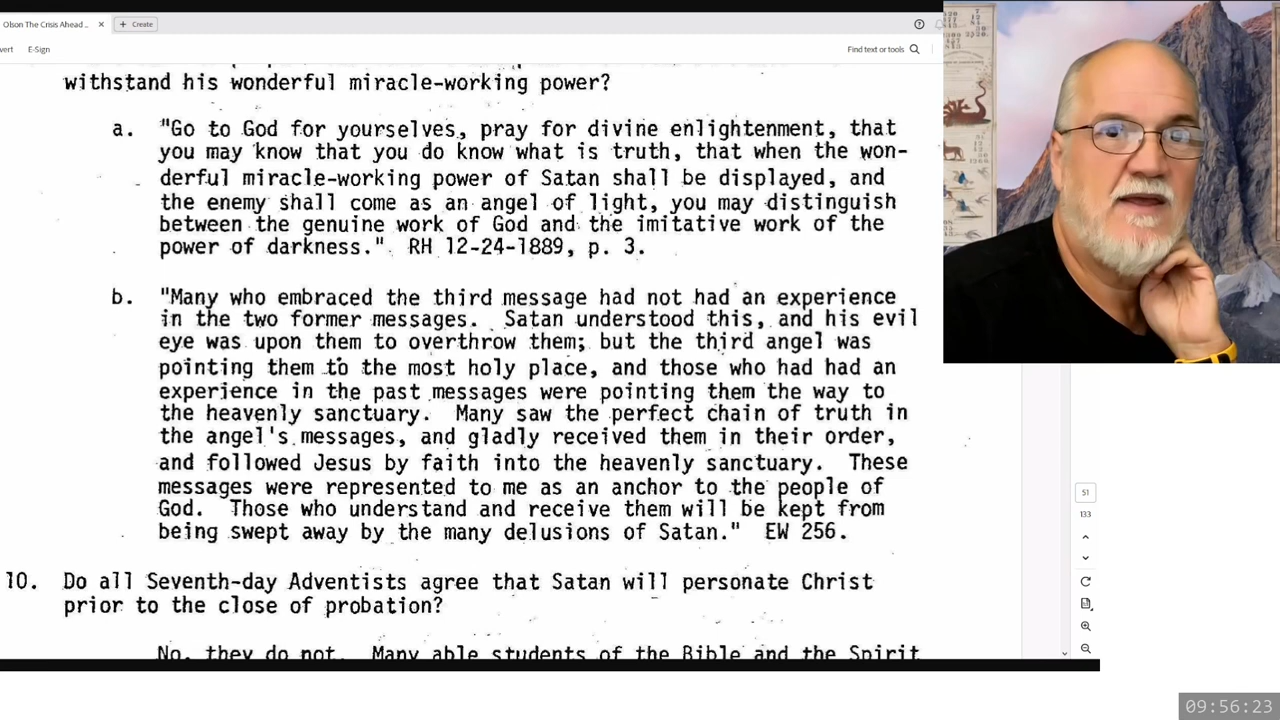 Olson The Crisis Ahead ..
Create
vert
E-Sign
Find text or tools
withstand his wonderful miracle-working power?
a. "Go to God for yourselves, pray for divine enlightenment, that
you may know that you do know what is truth, that when the won-
derful miracle-working power of Satan shall be displayed, and
the enemy shall come as an angel of light, you may distinguish
between the genuine work of God and the imitative work of the
power of darkness." RH 12-24-1889, p. 3.
b. "Many who embraced the third message had not had an experience
in the two former messages. Satan understood this, and his evil
eye was upon them to overthrow them; but the third angel was
pointing them to the most holy place, and those who had had an
experience in the past messages were pointing them the way to
the heavenly sanctuary. Many saw the perfect chain of truth in
the angel's messages, and gladly received them in their order,
and followed Jesus by faith into the heavenly sanctuary. These
messages were represented to me as an anchor to the people of
God. Those who understand and receive them will be kept from
being swept away by the many delusions of Satan." EW 256.
10. Do all Seventh-day Adventists agree that Satan will personate Christ
prior to the close of probation?
No, they do not. Many able students of the Bible and the Spirit
51
133
09:56:23